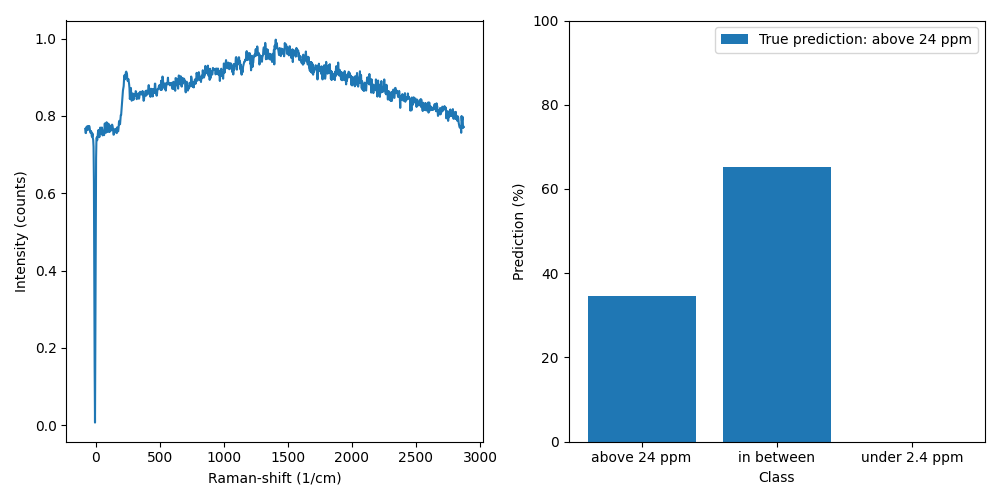 1.0
0.8
0.6
0.4
0.2
0.0
Intensity (counts)
0 500 1000 1500 2000 2500 3000
Raman-shift (1/cm)
100
80
60
40
20
0
Prediction (%)
True prediction: above 24 ppm
above 24 ppm in between under 2.4 ppm
Class